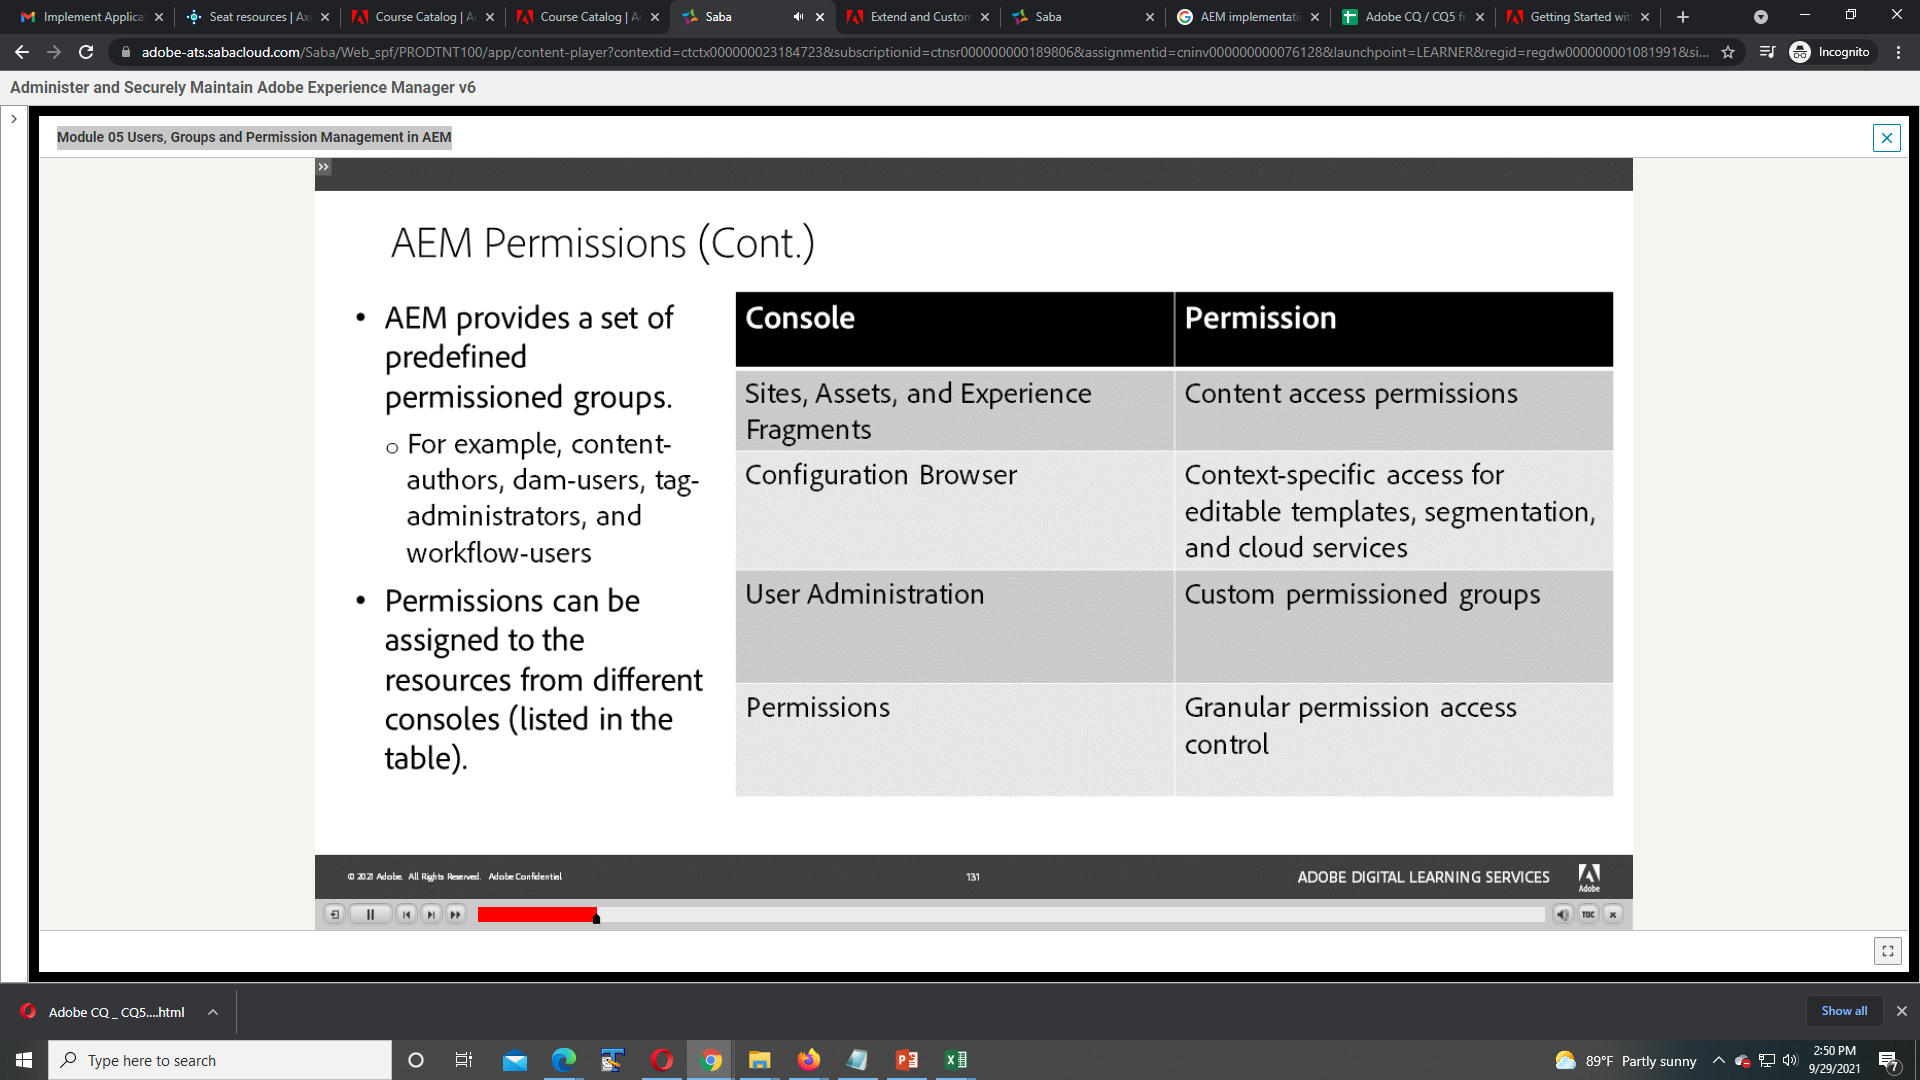 Implement Applica
Seat resources | Ax
Course Catalog | A
Course Catalog | A
Saba
Extend and Custom
Saba
AEM implementati
Adobe CQ / CQ5 f
Getting Started wit
adobe-ats.sabacloud.com/Saba/Web_spf/PRODTNT100/app/content-player?contextid=ctctx000000023184723&subscriptionid=ctnsr000000000189806&assignmentid=cninv000000000076128&launchpoint=LEARNER&regid=regdw000000001081991&si...
Incognito
Administer and Securely Maintain Adobe Experience Manager v6
Module 05 Users, Groups and Permission Management in AEM
AEM Permissions (Cont.)
• AEM provides a set of
predefined
permissioned groups.
o For example, content-
authors, dam-users, tag-
administrators, and
workflow-users
• Permissions can be
assigned to the
resources from different
consoles (listed in the
table).
Console Permission
Sites, Assets, and Experience
Fragments
Content access permissions
Configuration Browser
Context-specific access for
editable templates, segmentation,
and cloud services
User Administration
Custom permissioned groups
Permissions
Granular permission access
control
© 2021 Adobe. All Rights Reserved. Adobe Confidential
131
ADOBE DIGITAL LEARNING SERVICES
Adobe
TOC
Adobe CQ _ CQ5....html
Show all
Type here to search
89°F Partly sunny
2:50 PM
9/29/2021
7